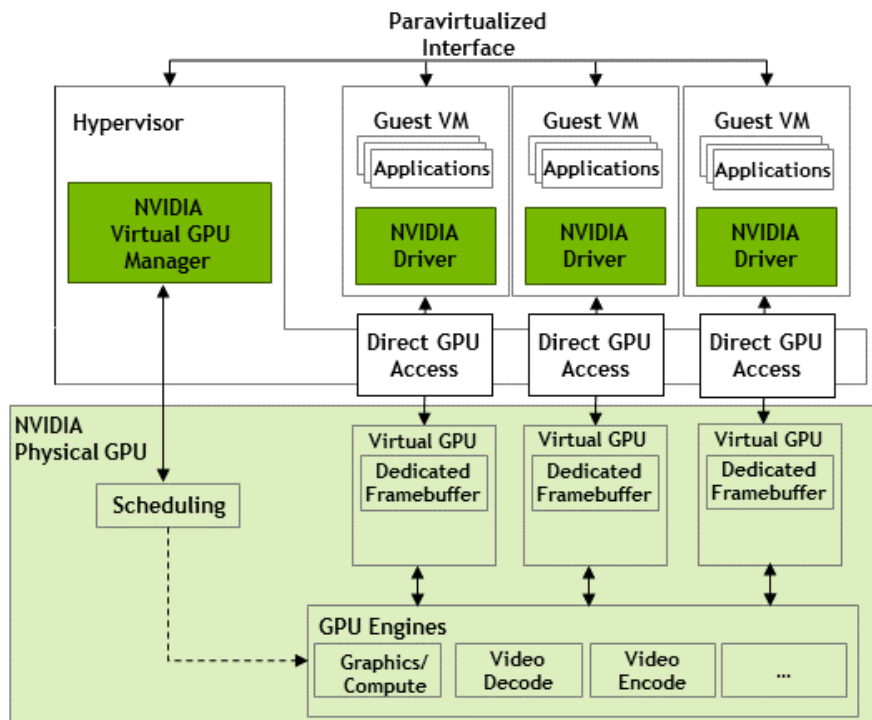 Paravirtualized
Interface
Hypervisor
NVIDIA
Virtual GPU
Manager
Guest VM
Applications
NVIDIA
Driver
Guest VM
Applications
NVIDIA
Driver
Guest VM
Applications
NVIDIA
Driver
Direct GPU
Access
Direct GPU
Access
Direct GPU
Access
NVIDIA
Physical GPU
Scheduling
Virtual GPU
Dedicated
Framebuffer
Virtual GPU
Dedicated
Framebuffer
Virtual GPU
Dedicated
Framebuffer
GPU Engines
Graphics/
Compute
Video
Decode
Video
Encode
...